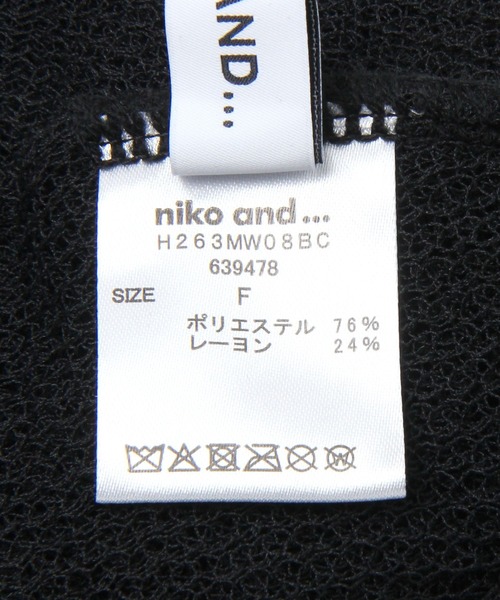 AND...
niko and...
H263MW08BC
639478
SIZE F
ポリエステル 76%
レーヨン 24%